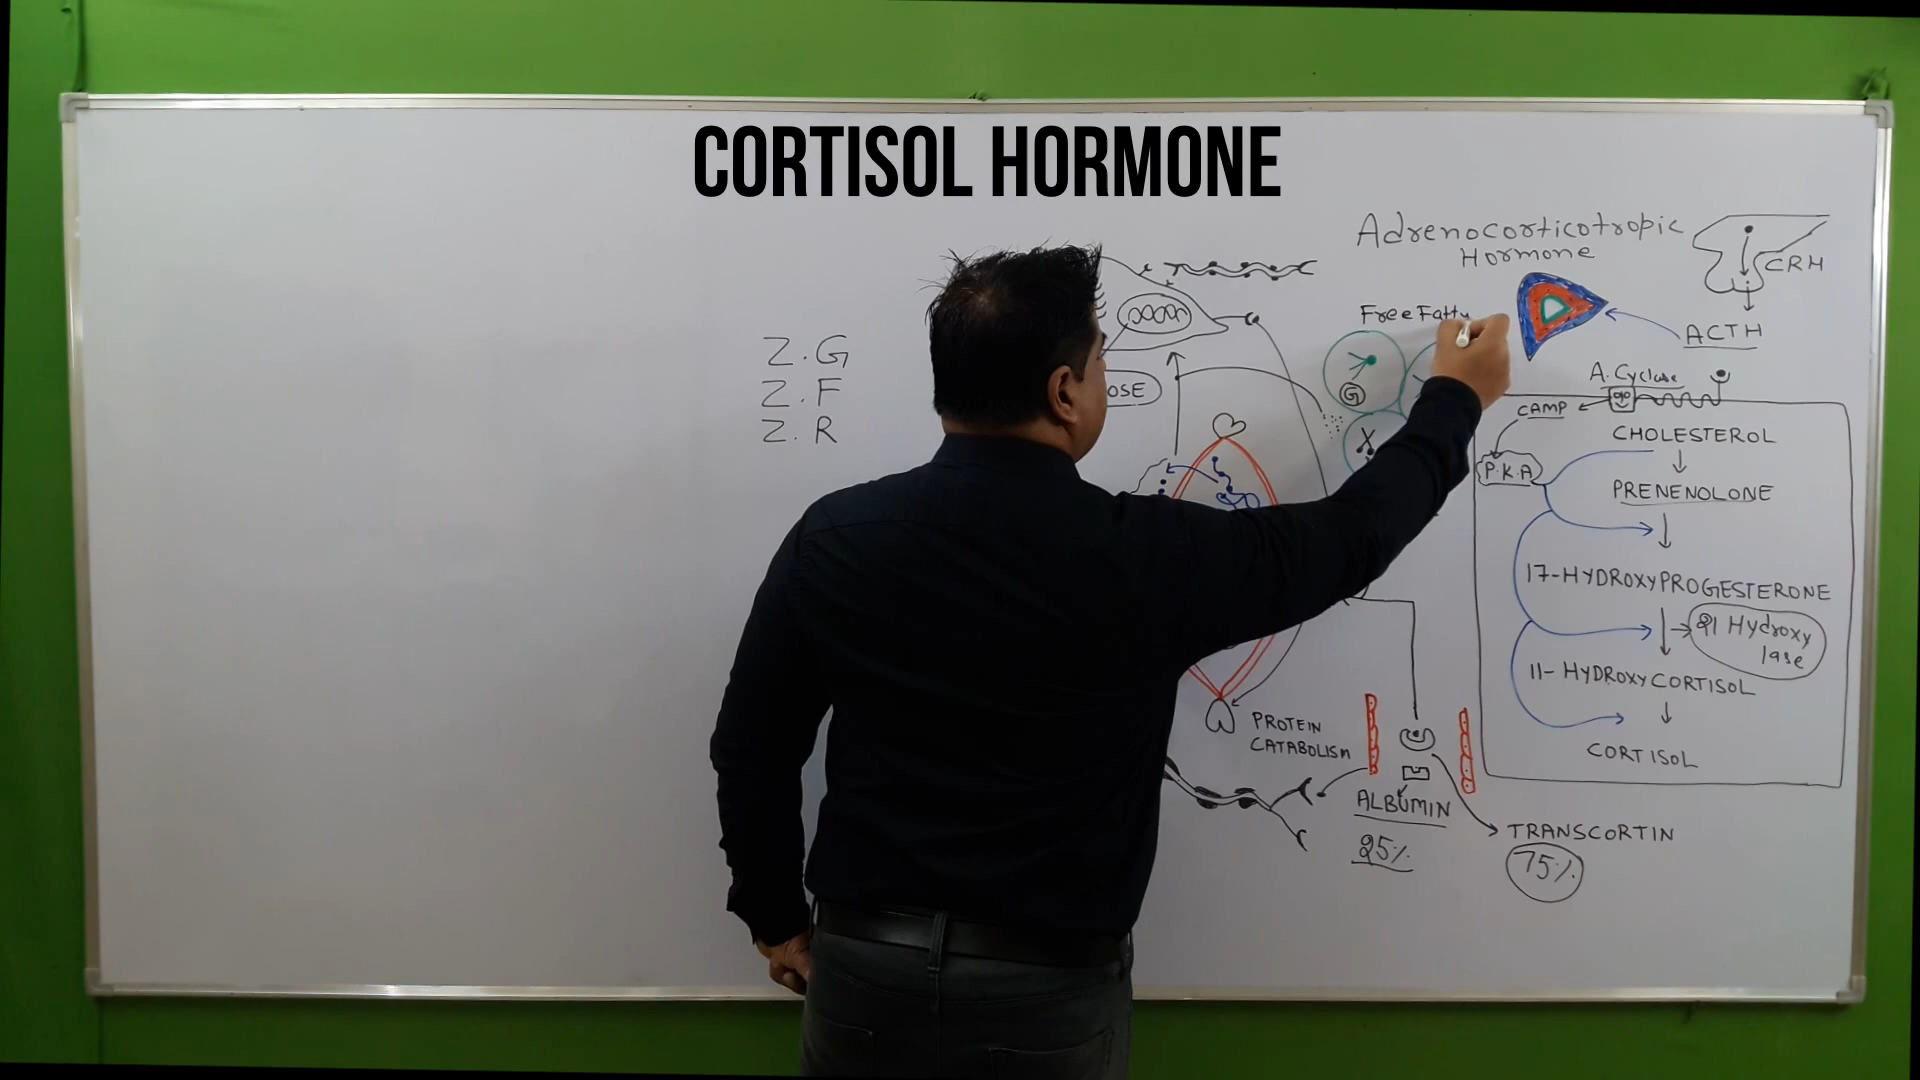 CORTISOL HORMONE
Adrenocorticotropic
Hormone
CRH
Free Fatty
ACTH
Z.G
Z.F
Z.R
OSE
G
A.Cyclase
CAMP
CHOLESTEROL
P.K.A
PRENENOLONE
17-HYDROXYPROGESTERONE
21 Hydroxy
lase
11-HYDROXYCORTISOL
CORTISOL
PROTEIN
CATABOLISM
ALBUMIN
25%
TRANSCORTIN
75%